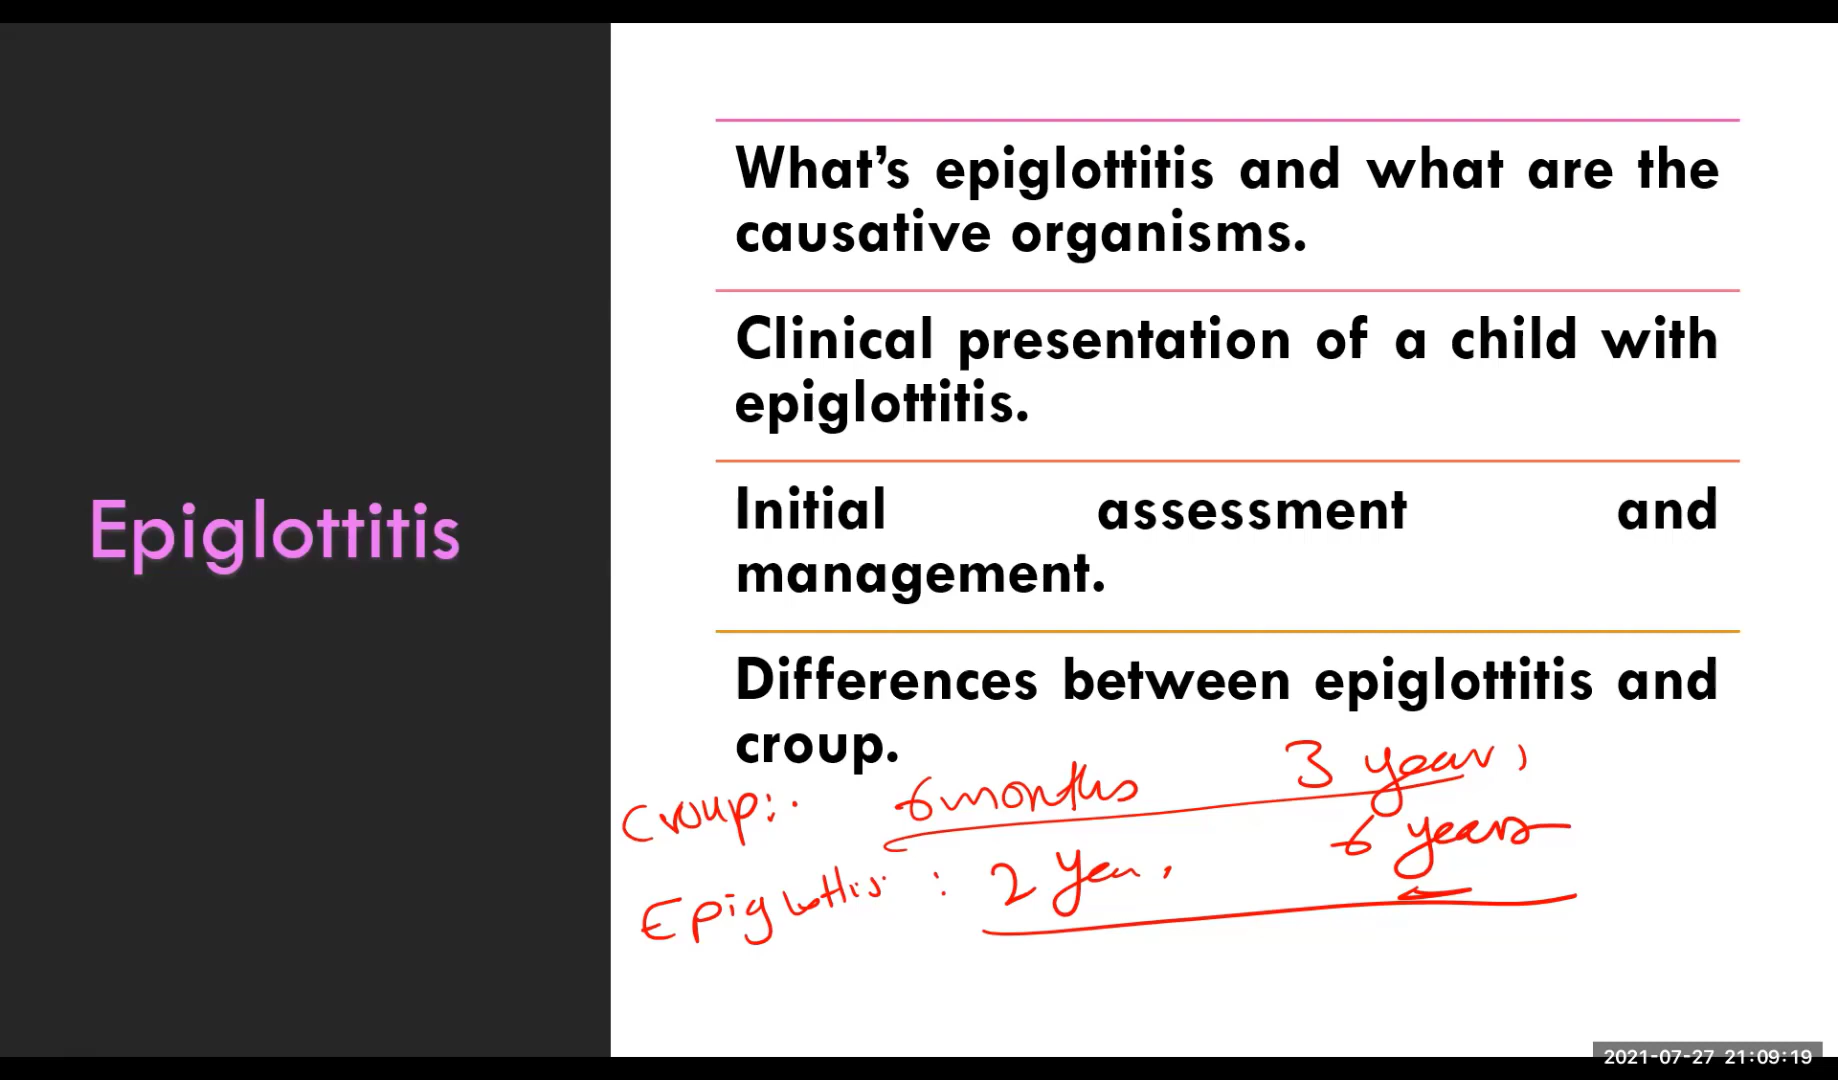 Epiglottitis
What's epiglottitis and what are the
causative organisms.
Clinical presentation of a child with
epiglottitis.
Initial assessment and
management.
Differences between epiglottitis and
croup.
Croup: 6 months 3 years
Epiglottis : 2 year 6 years
2021-07-27 21:09:19